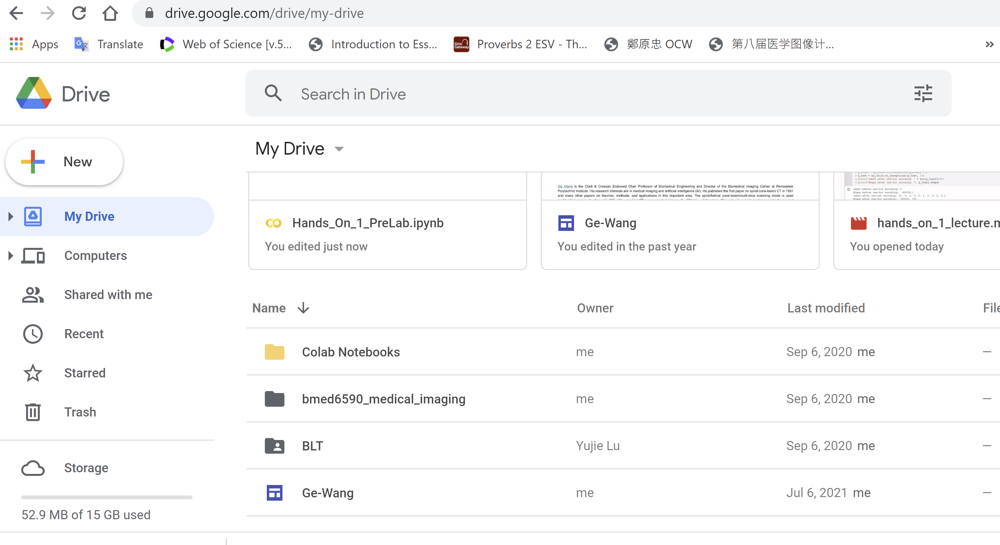 drive.google.com/drive/my-drive
Apps Translate Web of Science [v.5... Introduction to Ess... Bible Gateway Proverbs 2 ESV - Th... 鄭原忠 OCW 第八届医学图像计... »
Drive
Search in Drive
New
My Drive
Ge Wang is the Clark & Crossan Endowed Chair Professor of Biomedical Engineering and Director of the Biomedical Imaging Center at Rensselaer
Polytechnic Institute. His research interests are in medical imaging and artificial intelligence (AI). He published the first paper on spiral cone-beam CT in 1991
and many other papers on theories, methods, and applications in this important area. The spiral/helical cone-beam/multi-slice scanning mode is used
4 y_test = np_utils.to_categorical(y_test, 10)
5 print('label after one-hot encoding: ' + str(y_train[0]))
6 print("Shape after one-hot encoding: ", y_train.shape)
label before one-hot encoding: 5
Shape before one-hot encoding: (60000,)
label after one-hot encoding: [0. 0. 0. 0. 0. 1. 0. 0. 0. 0.]
Shape after one-hot encoding: (60000, 10)
Hands_On_1_PreLab.ipynb
You edited just now
Ge-Wang
You edited in the past year
hands_on_1_lecture.m
You opened today
My Drive
Computers
Shared with me
Recent
Starred
Trash
Storage
52.9 MB of 15 GB used
Name Owner Last modified File
Colab Notebooks me Sep 6, 2020 me —
bmed6590_medical_imaging me Sep 6, 2020 me —
BLT Yujie Lu Sep 6, 2020 me —
Ge-Wang me Jul 6, 2021 me —